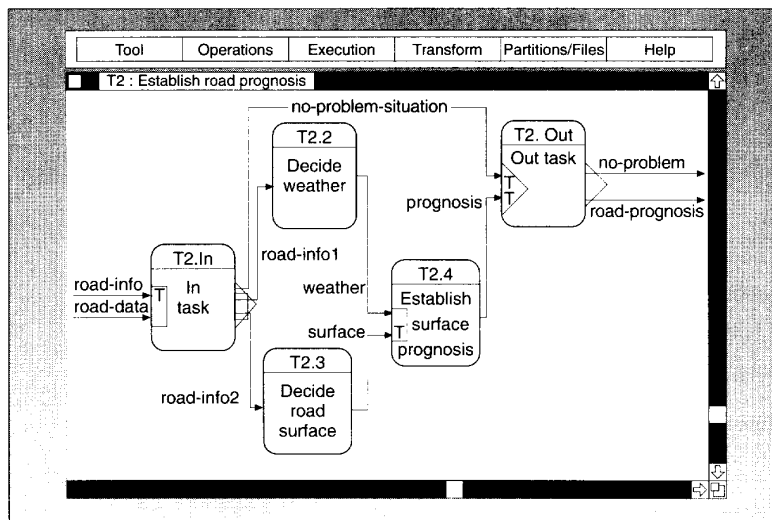 Tool Operations Execution Transform Partitions/Files Help
T2 : Establish road prognosis
no-problem-situation
T2.2
Decide
weather
T2. Out
Out task
T
T
no-problem
road-prognosis
prognosis
T2.In
In
task
T
road-info
road-data
road-info1
weather
surface
T2.4
Establish
surface
prognosis
T
T2.3
Decide
road
surface
road-info2